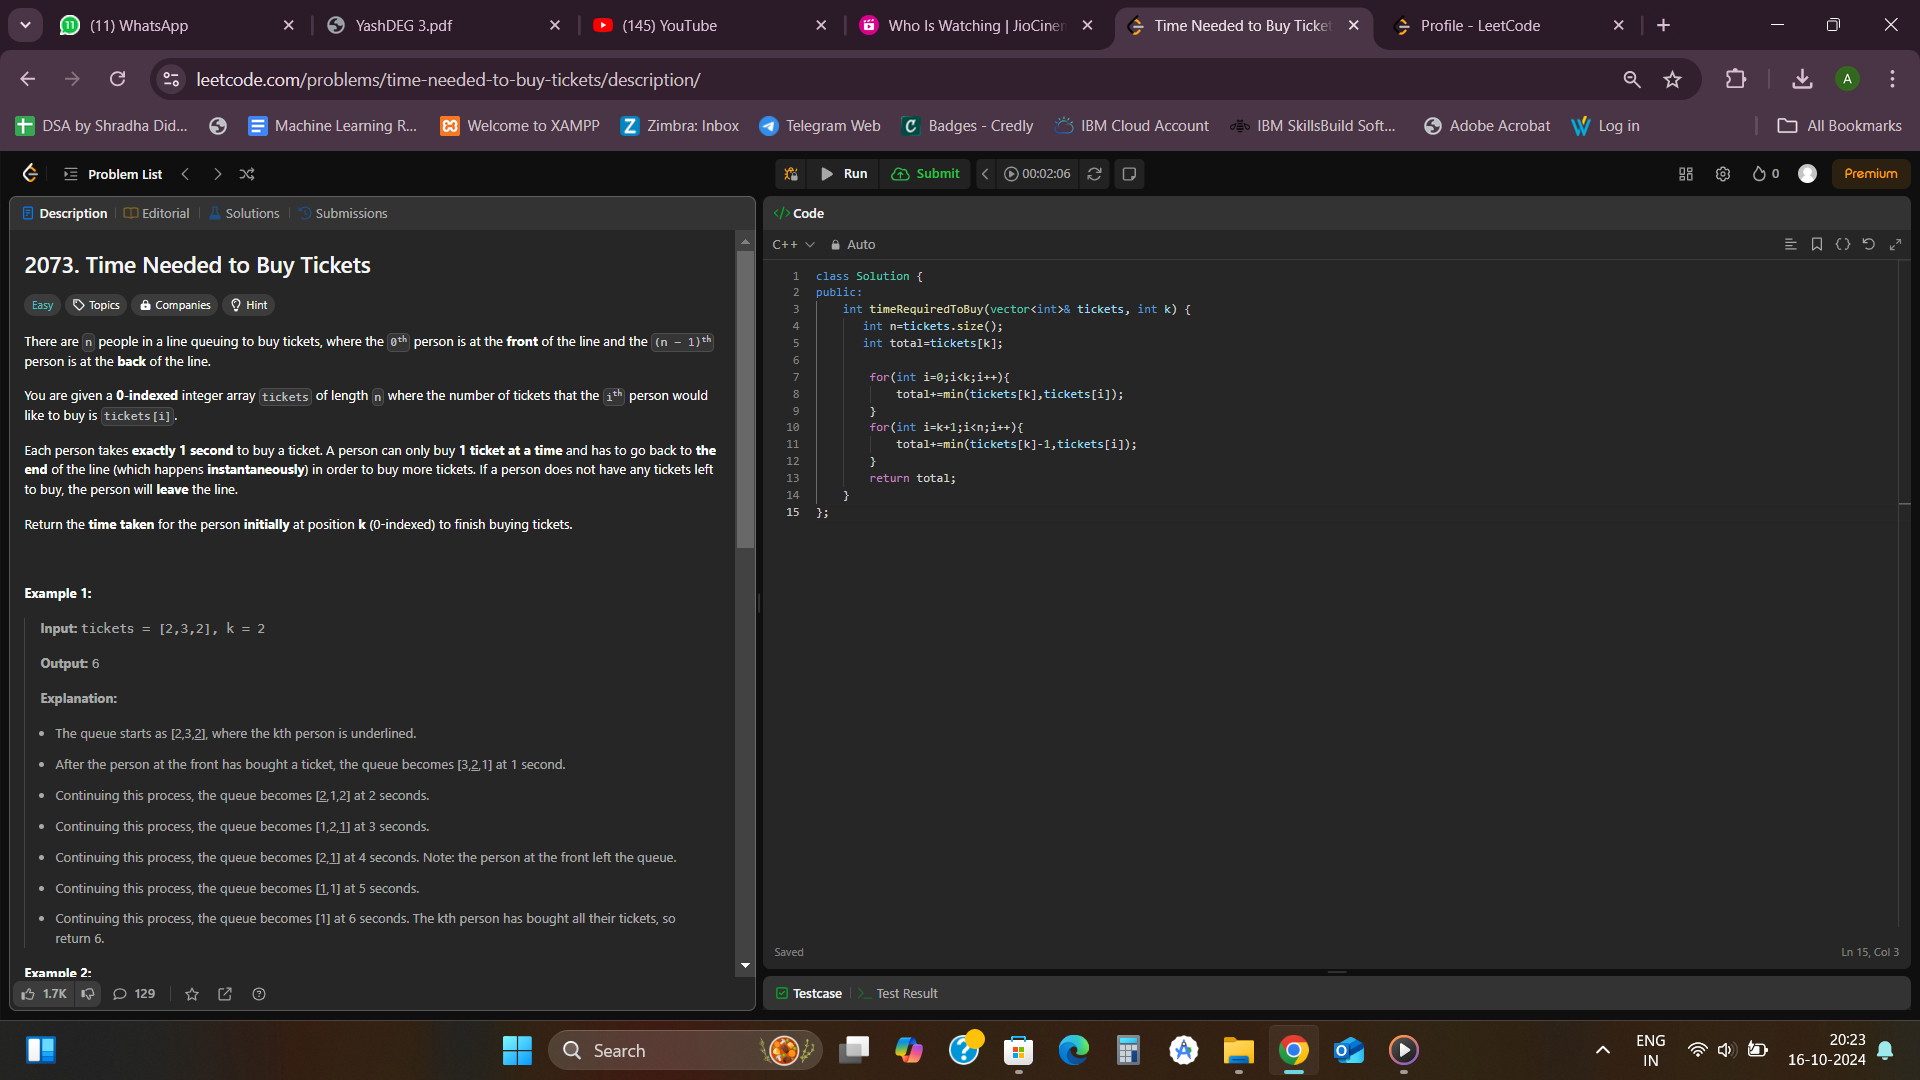 (11) WhatsApp
YashDEG 3.pdf
(145) YouTube
Who Is Watching | JioCinem
Time Needed to Buy Ticket
Profile - LeetCode
leetcode.com/problems/time-needed-to-buy-tickets/description/
A
DSA by Shradha Did...
Machine Learning R...
Welcome to XAMPP
Zimbra: Inbox
Telegram Web
Badges - Credly
IBM Cloud Account
IBM SkillsBuild Soft...
Adobe Acrobat
Log in
All Bookmarks
Problem List
Run
Submit
00:02:06
0
Premium
Description
Editorial
Solutions
Submissions
2073. Time Needed to Buy Tickets
Easy
Topics
Companies
Hint
There are n people in a line queuing to buy tickets, where the 0th person is at the front of the line and the (n - 1)th
person is at the back of the line.
You are given a 0-indexed integer array tickets of length n where the number of tickets that the ith person would
like to buy is tickets[i].
Each person takes exactly 1 second to buy a ticket. A person can only buy 1 ticket at a time and has to go back to the
end of the line (which happens instantaneously) in order to buy more tickets. If a person does not have any tickets left
to buy, the person will leave the line.
Return the time taken for the person initially at position k (0-indexed) to finish buying tickets.
Example 1:
Input: tickets = [2,3,2], k = 2
Output: 6
Explanation:
• The queue starts as [2,3,2], where the kth person is underlined.
• After the person at the front has bought a ticket, the queue becomes [3,2,1] at 1 second.
• Continuing this process, the queue becomes [2,1,2] at 2 seconds.
• Continuing this process, the queue becomes [1,2,1] at 3 seconds.
• Continuing this process, the queue becomes [2,1] at 4 seconds. Note: the person at the front left the queue.
• Continuing this process, the queue becomes [1,1] at 5 seconds.
• Continuing this process, the queue becomes [1] at 6 seconds. The kth person has bought all their tickets, so
return 6.
Example 2:
1.7K
129
</> Code
C++
Auto
1 class Solution {
2 public:
3 int timeRequiredToBuy(vector<int>& tickets, int k) {
4 int n=tickets.size();
5 int total=tickets[k];
6
7 for(int i=0;i<k;i++){
8 total+=min(tickets[k],tickets[i]);
9 }
10 for(int i=k+1;i<n;i++){
11 total+=min(tickets[k]-1,tickets[i]);
12 }
13 return total;
14 }
15 };
Saved
Ln 15, Col 3
Testcase
Test Result
Search
ENG
IN
20:23
16-10-2024